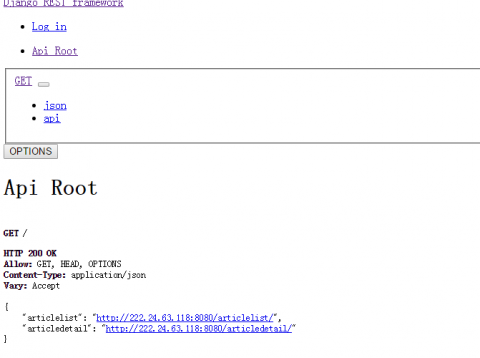 Django REST framework
Log in
Api Root
GET
json
api
OPTIONS
Api Root
GET /
HTTP 200 OK
Allow: GET, HEAD, OPTIONS
Content-Type: application/json
Vary: Accept
{
"articlelist": "http://222.24.63.118:8080/articlelist/",
"articledetail": "http://222.24.63.118:8080/articledetail/"
}